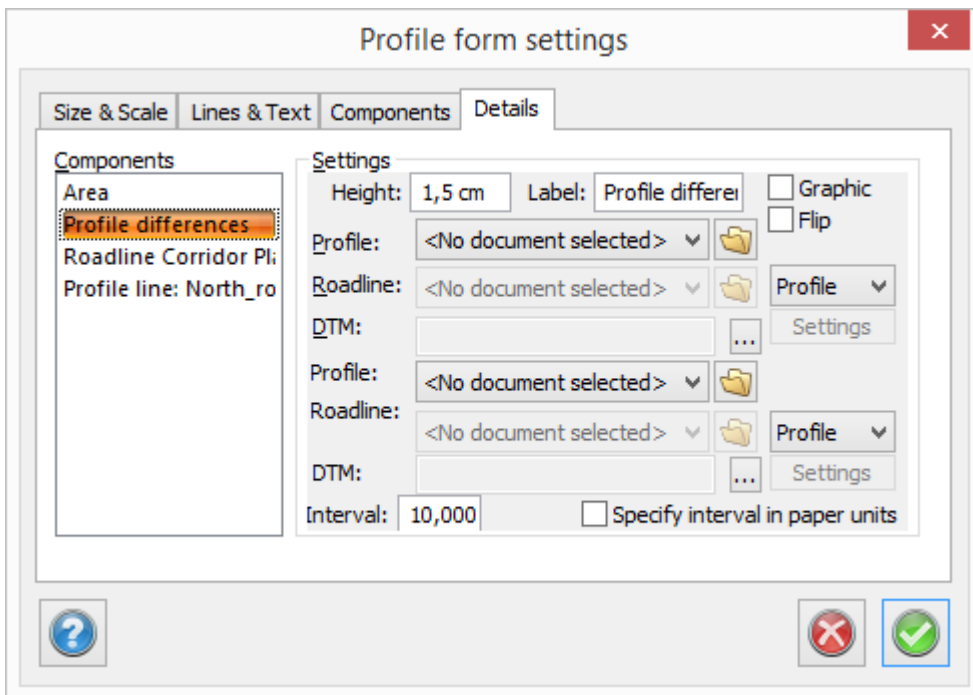 Profile form settings
Size & Scale Lines & Text Components Details
Components
Area
Profile differences
Roadline Corridor Pla
Profile line: North_ro
Settings
Height: 1,5 cm Label: Profile differer Graphic
Flip
Profile: <No document selected>
Roadline: <No document selected> Profile
DTM: ... Settings
Profile: <No document selected>
Roadline: <No document selected> Profile
DTM: ... Settings
Interval: 10,000 Specify interval in paper units